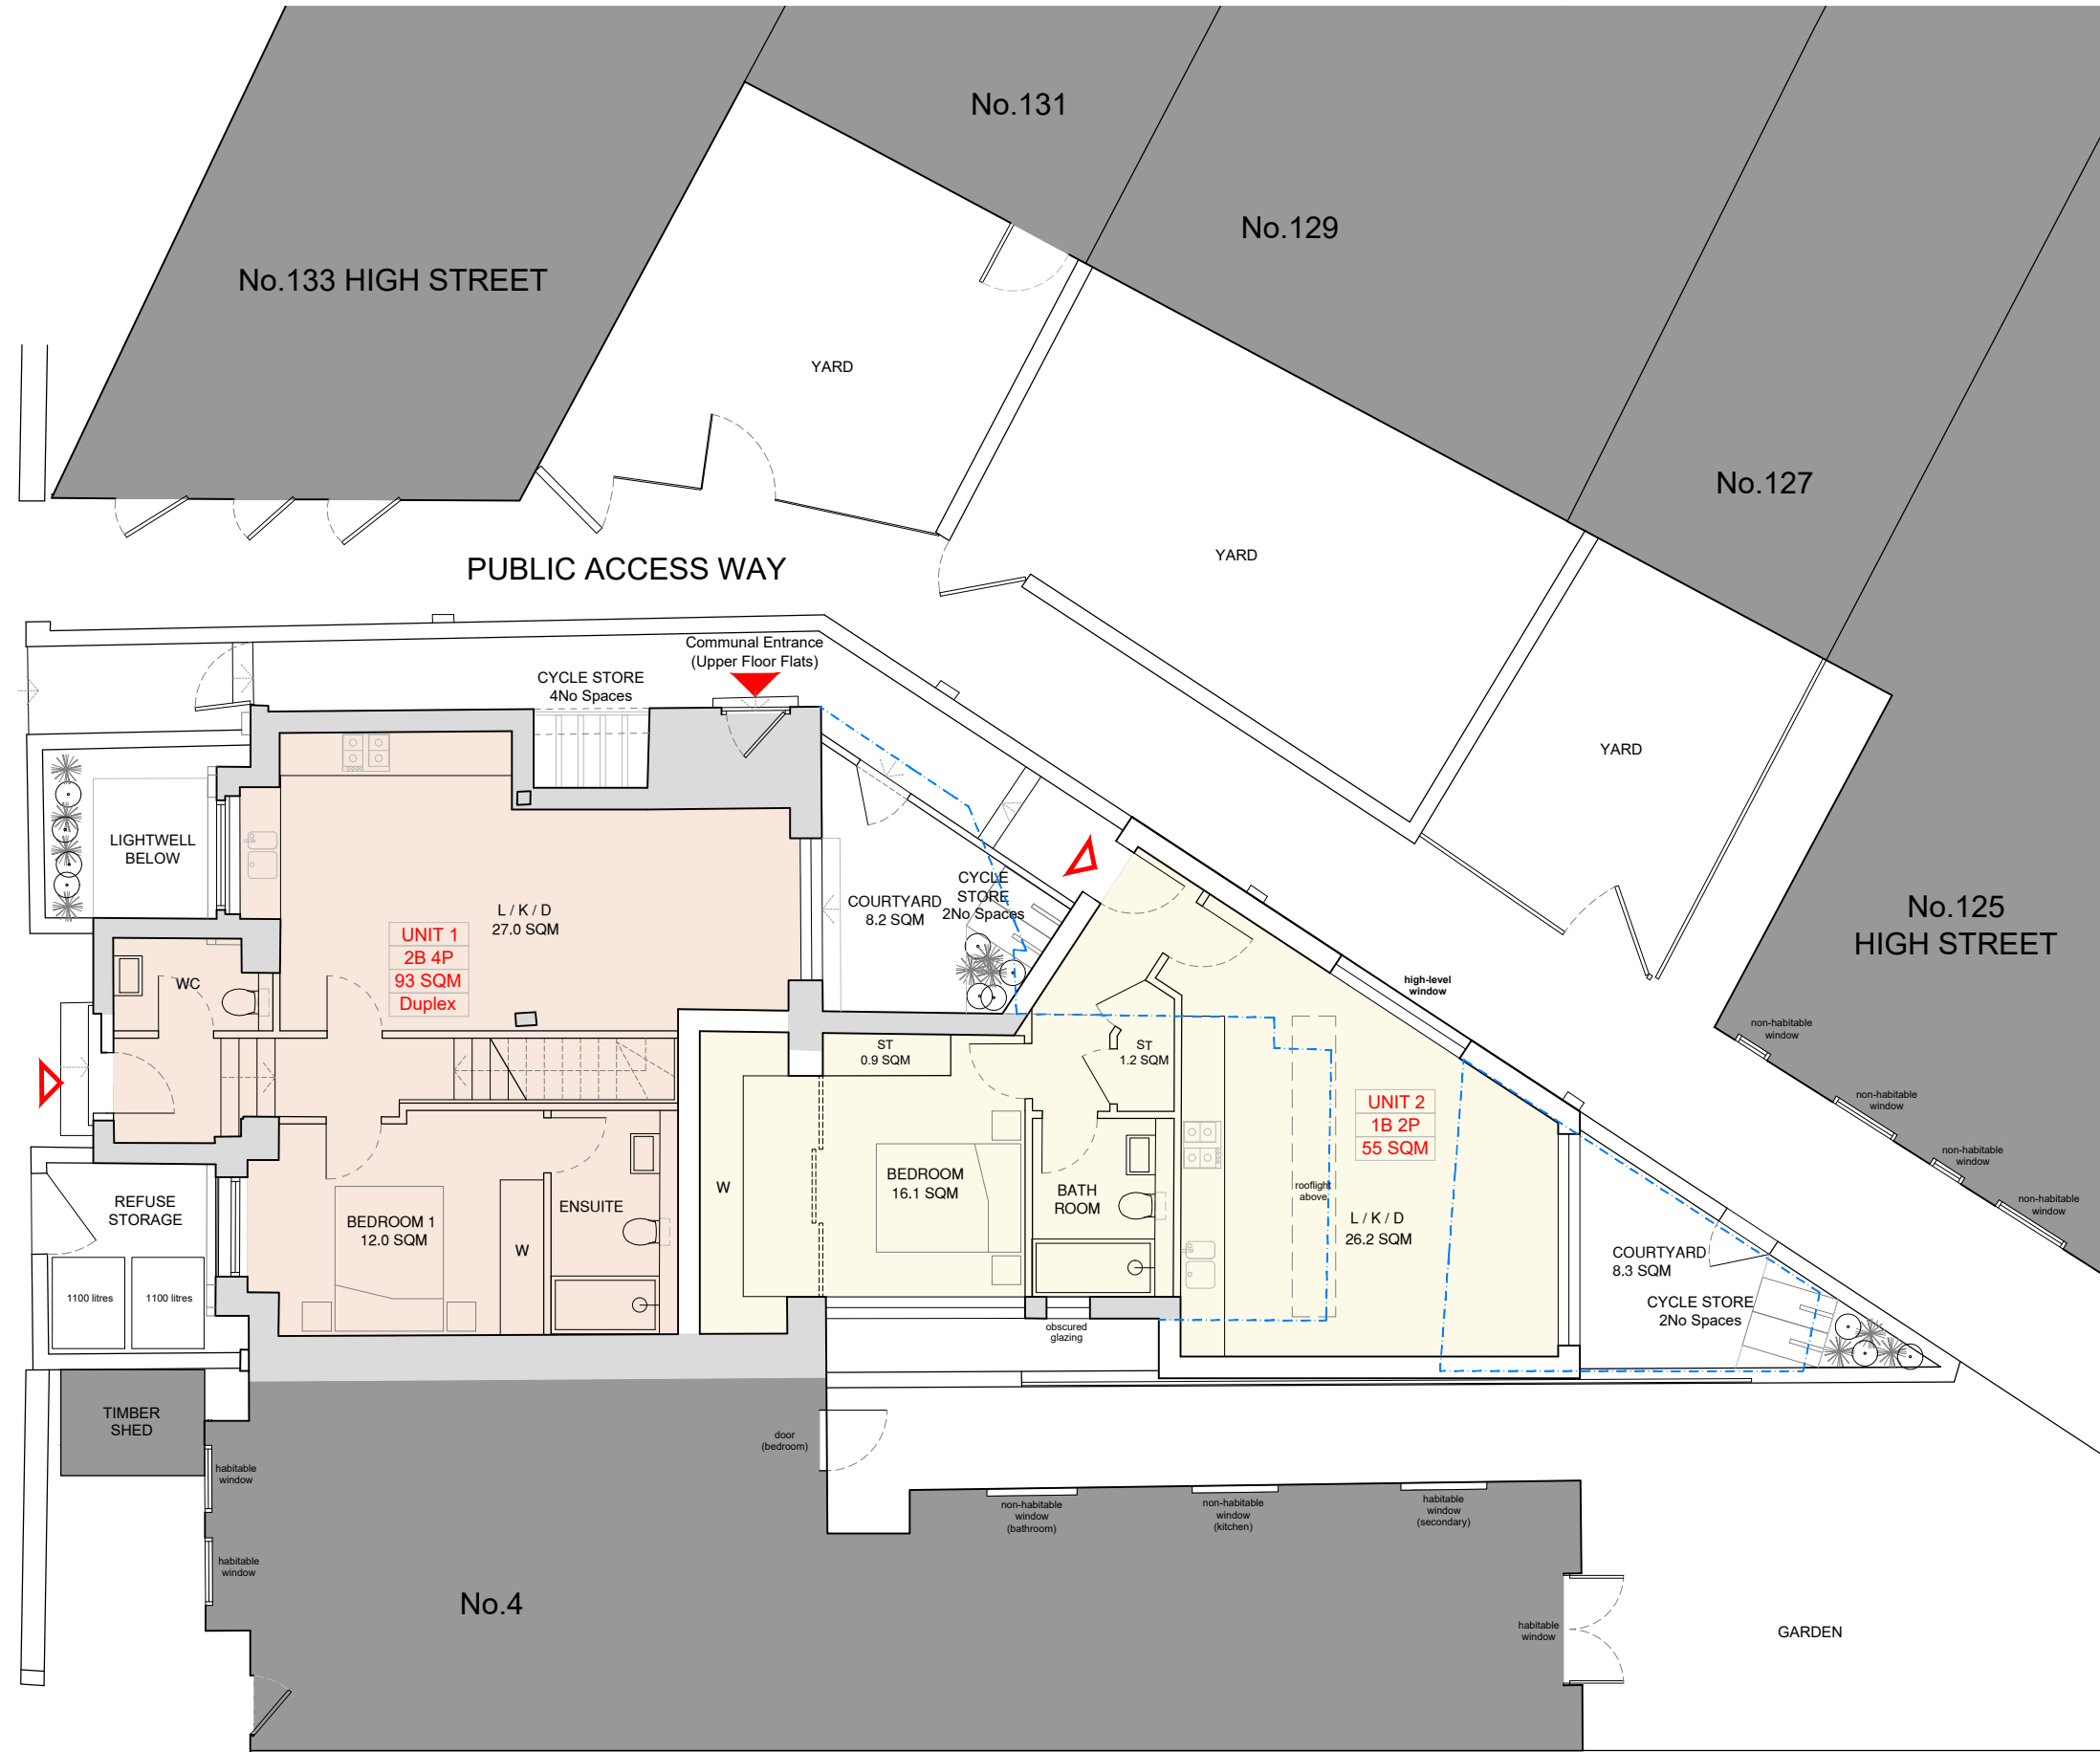 No.131
No.129
No.133 HIGH STREET
YARD
No.127
PUBLIC ACCESS WAY
YARD
Communal Entrance
(Upper Floor Flats)
CYCLE STORE
4No Spaces
YARD
LIGHTWELL
BELOW
L / K / D
27.0 SQM
UNIT 1
2B 4P
93 SQM
Duplex
COURTYARD
8.2 SQM
CYCLE
STORE
2No Spaces
No.125
HIGH STREET
WC
high-level
window
non-habitable
window
ST
0.9 SQM
ST
1.2 SQM
UNIT 2
1B 2P
55 SQM
non-habitable
window
non-habitable
window
non-habitable
window
REFUSE
STORAGE
BEDROOM 1
12.0 SQM
W
ENSUITE
W
BEDROOM
16.1 SQM
BATH
ROOM
rooflight
above
L / K / D
26.2 SQM
COURTYARD
8.3 SQM
1100 litres
1100 litres
CYCLE STORE
2No Spaces
obscured
glazing
TIMBER
SHED
door
(bedroom)
habitable
window
non-habitable
window
(bathroom)
non-habitable
window
(kitchen)
habitable
window
(secondary)
habitable
window
No.4
habitable
window
GARDEN